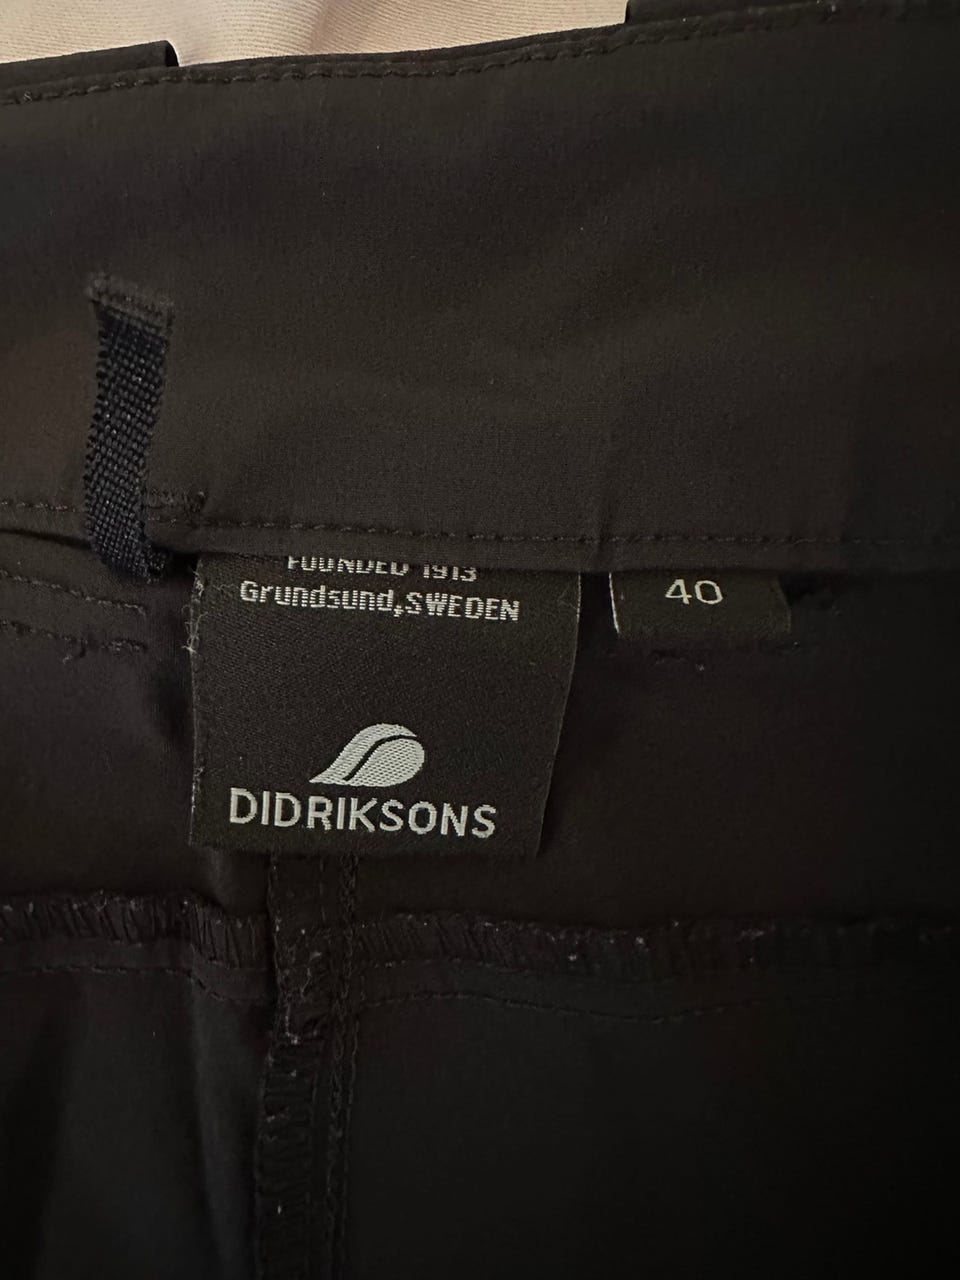 FOUNDED 1913
Grundsund,SWEDEN
40
DIDRIKSONS